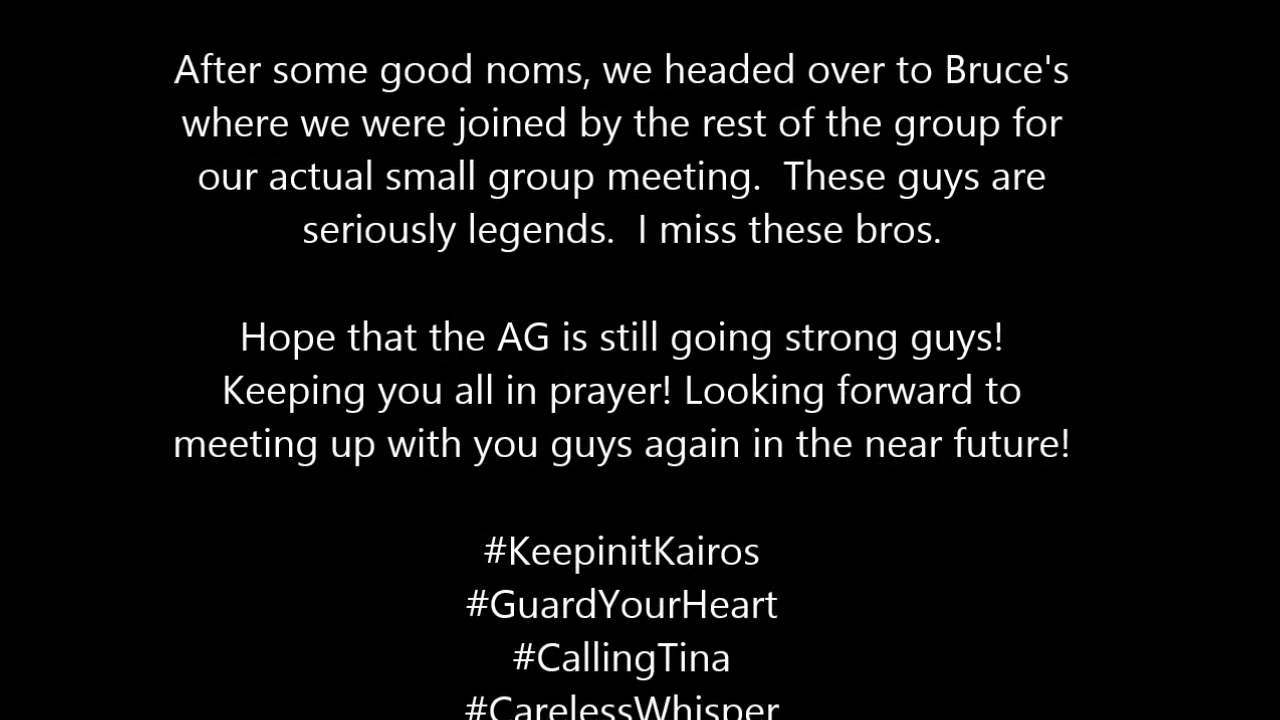 After some good noms, we headed over to Bruce's
where we were joined by the rest of the group for
our actual small group meeting.  These guys are
seriously legends.  I miss these bros.
Hope that the AG is still going strong guys!
Keeping you all in prayer! Looking forward to
meeting up with you guys again in the near future!
#KeepinitKairos
#GuardYourHeart
#CallingTina
#CarelessWhisper